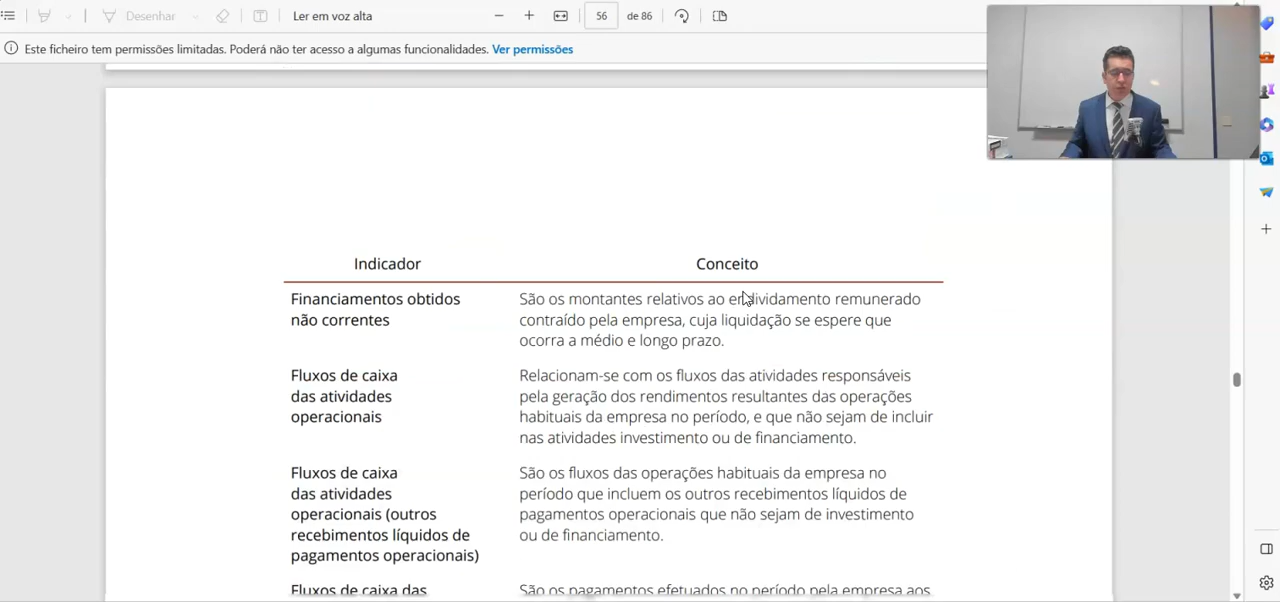 Desenhar
Ler em voz alta
56 de 86
Este ficheiro tem permissões limitadas. Poderá não ter acesso a algumas funcionalidades. Ver permissões
Indicador Conceito
Financiamentos obtidos
não correntes
São os montantes relativos ao endividamento remunerado
contraído pela empresa, cuja liquidação se espere que
ocorra a médio e longo prazo.
Fluxos de caixa
das atividades
operacionais
Relacionam-se com os fluxos das atividades responsáveis
pela geração dos rendimentos resultantes das operações
habituais da empresa no período, e que não sejam de incluir
nas atividades investimento ou de financiamento.
Fluxos de caixa
das atividades
operacionais (outros
recebimentos líquidos de
pagamentos operacionais)
São os fluxos das operações habituais da empresa no
período que incluem os outros recebimentos líquidos de
pagamentos operacionais que não sejam de investimento
ou de financiamento.
Fluxos de caixa das
São os pagamentos efetuados no período pela empresa aos